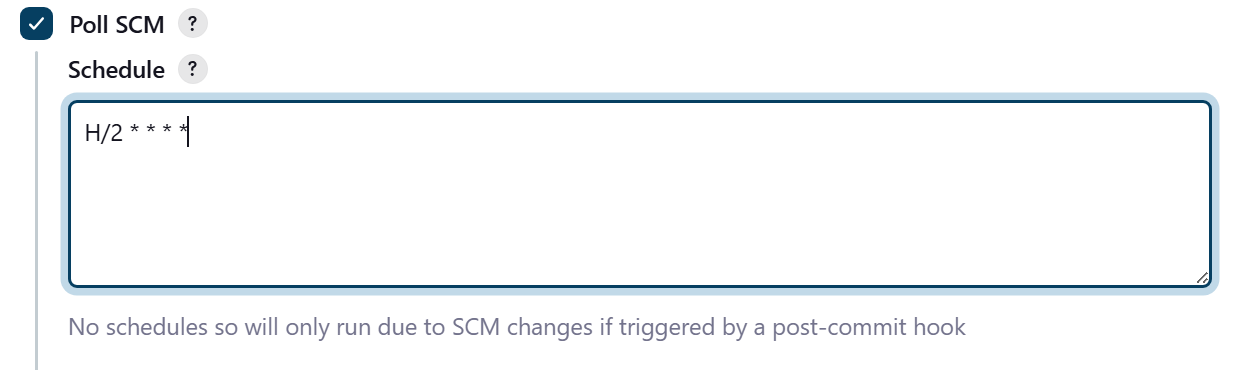 Poll SCM ?
Schedule ?
H/2 * * * *
No schedules so will only run due to SCM changes if triggered by a post-commit hook